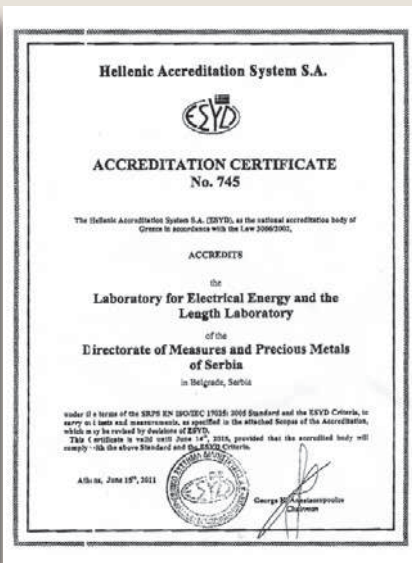 Hellenic Accreditation System S.A.
ESYD
ACCREDITATION CERTIFICATE
No. 745
The Hellenic Accreditation System S.A. (ESYD), as the national accreditation body of
Greece in accordance with the Law 3066/2002,
ACCREDITS
the
Laboratory for Electrical Energy and the
Length Laboratory
of the
Directorate of Measures and Precious Metals
of Serbia
in Belgrade, Serbia
under the terms of the SRPS EN ISO/IEC 17025: 2006 Standard and the ESYD Criteria, to
carry out tests and measurements, as specified in the attached Scopes of the Accreditation,
which may be revised by decisions of ESYD.
This Certificate is valid until June 14th, 2015, provided that the accredited body will
comply with the above Standard and the ESYD Criteria.
Athens, June 15th, 2011
George
Chairman